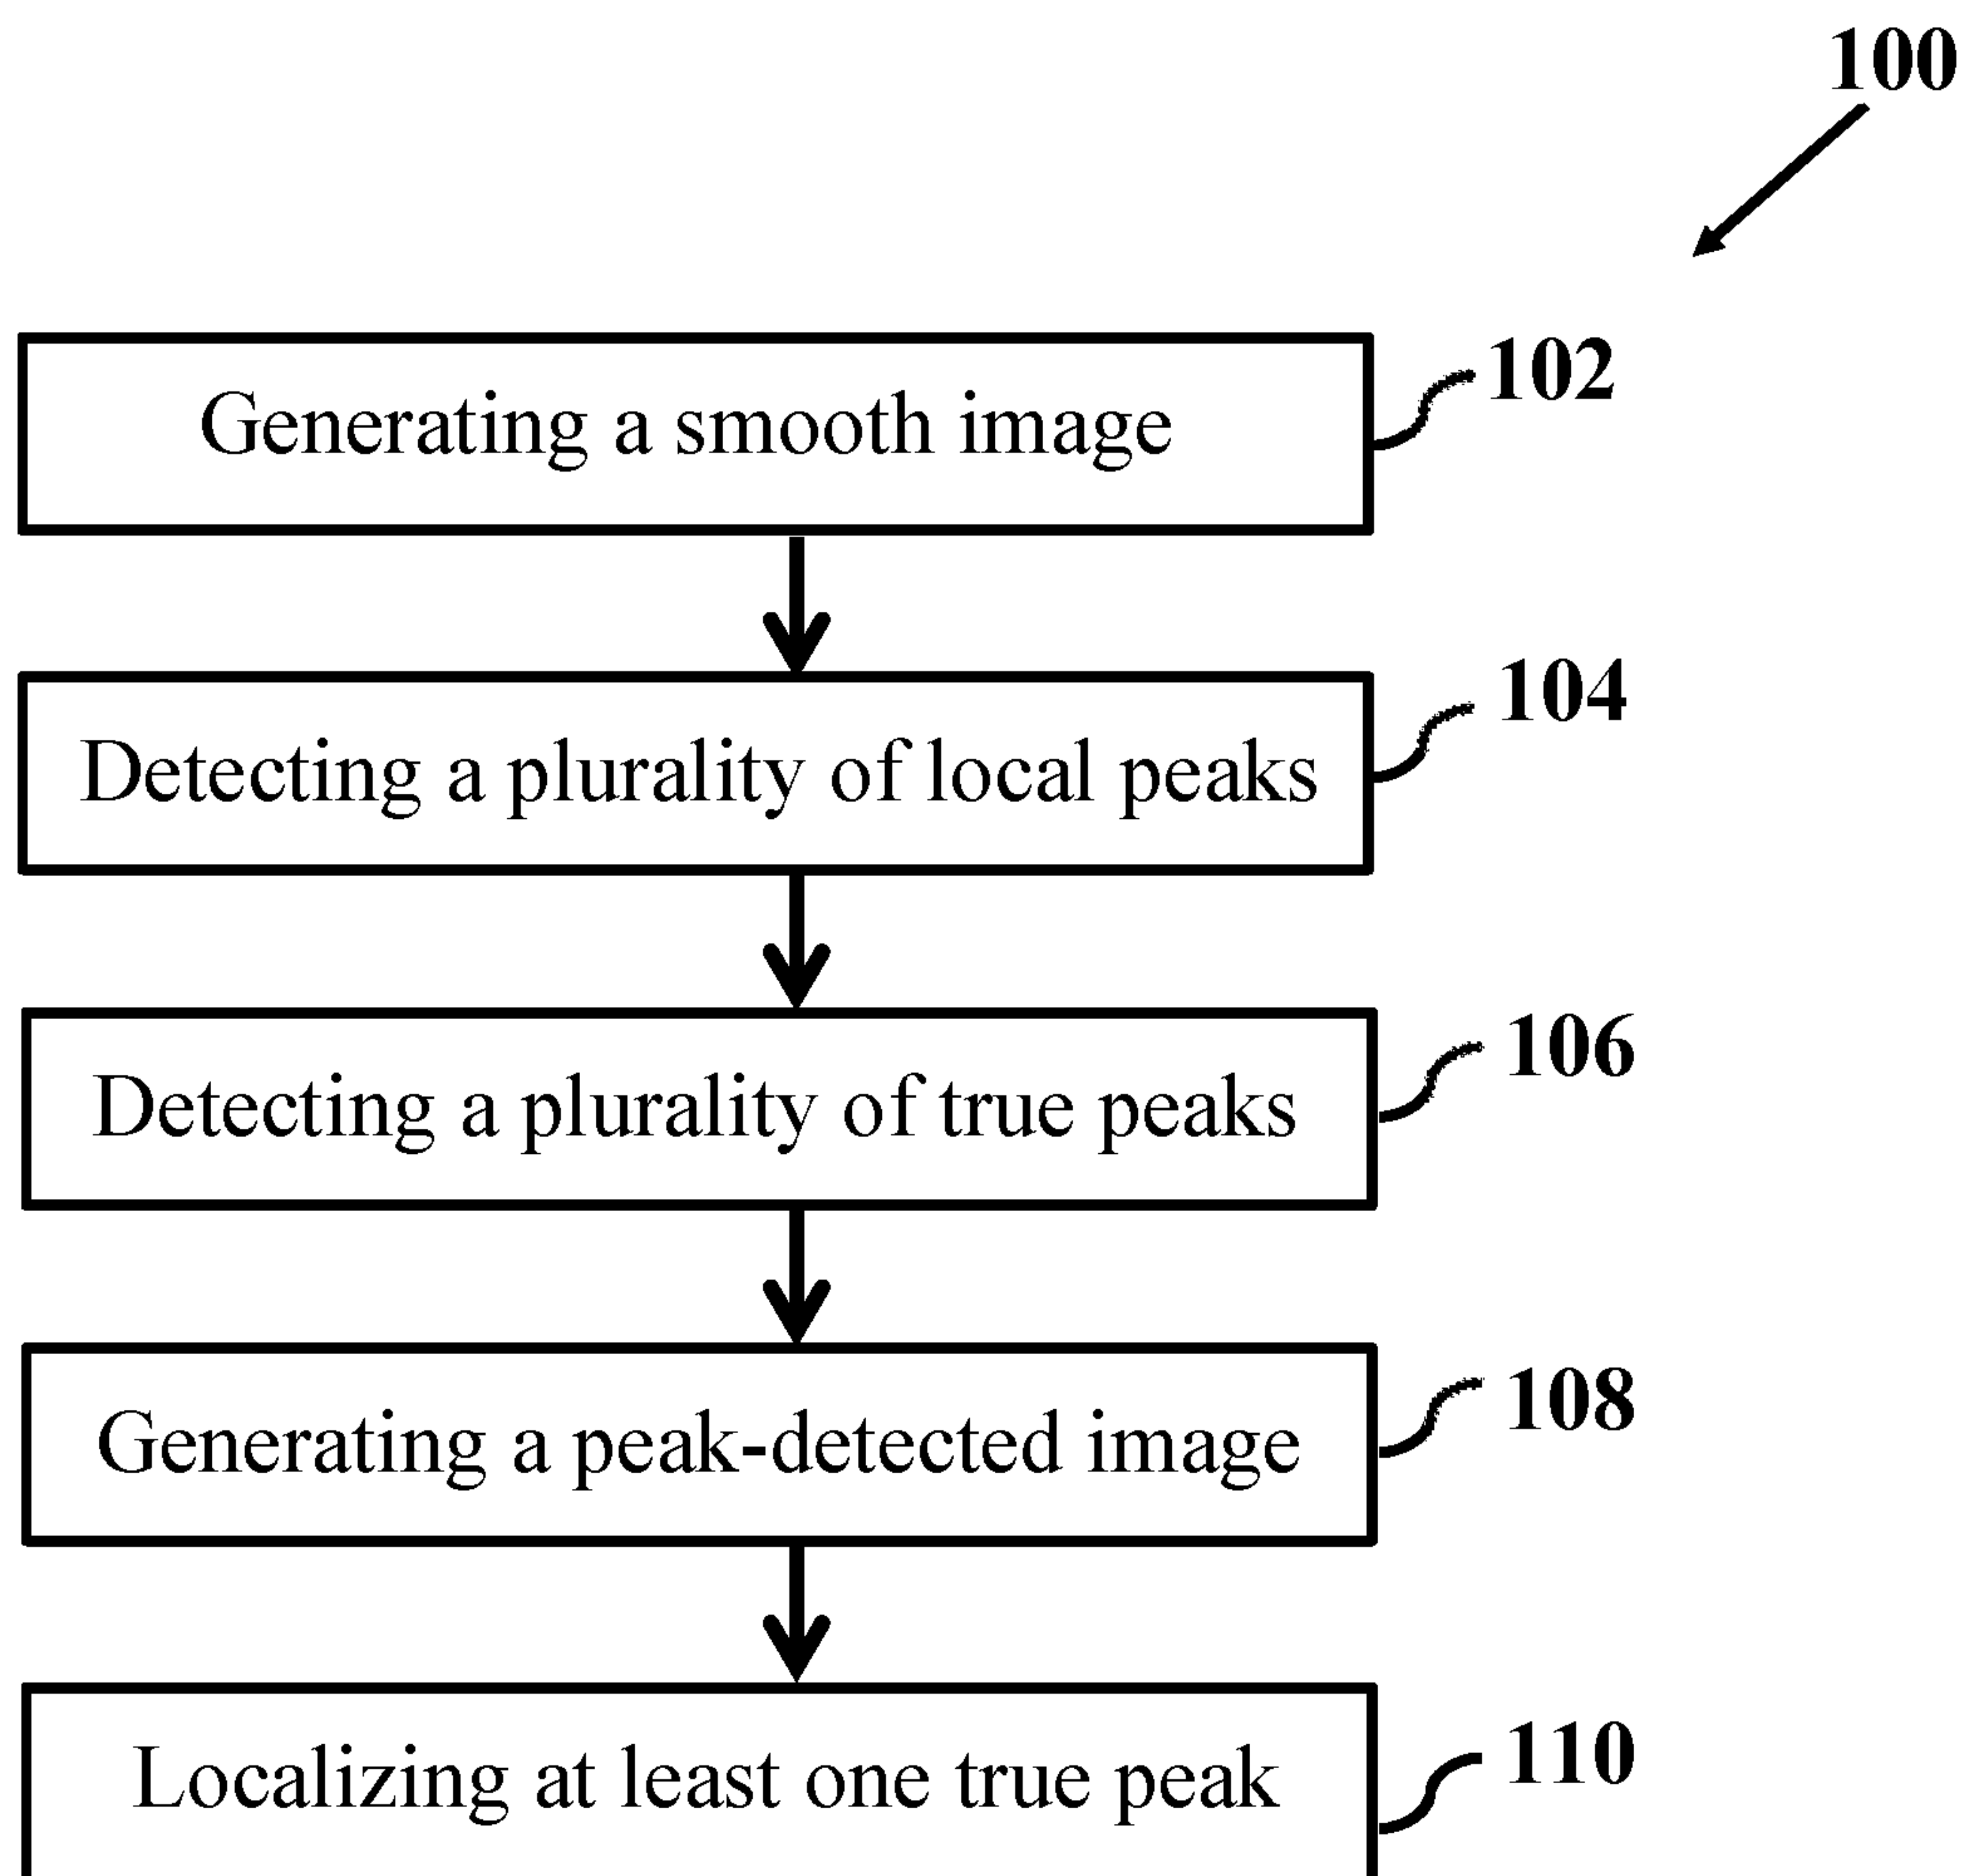 100
Generating a smooth image
102
Detecting a plurality of local peaks
104
Detecting a plurality of true peaks
106
Generating a peak-detected image
108
Localizing at least one true peak
110